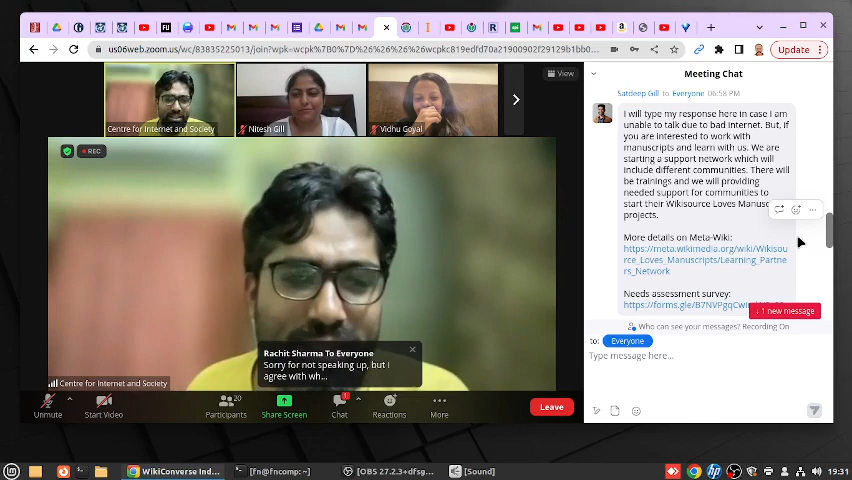 us06web.zoom.us/wc/83835225013/join?wpk=wcpk%0B%0D%26%26%26%26%26wcpkc819edfd70a21900902f29129b1bb0...
Update
View
Centre for Internet and Society
Nitesh Gill
Vidhu Goyal
REC
Rachit Sharma To Everyone
Sorry for not speaking up, but I
agree with wh...
Centre for Internet and Society
Unmute
Start Video
20
Participants
Share Screen
1
Chat
Reactions
More
Leave
Meeting Chat
Satdeep Gill to Everyone 06:58 PM
I will type my response here in case I am
unable to talk due to bad internet. But, if
you are interested to work with
manuscripts and learn with us. We are
starting a support network which will
include different communities. There will
be trainings and we will providing
needed support for communities to
start their Wikisource Loves Manusc
projects.
More details on Meta-Wiki:
https://meta.wikimedia.org/wiki/Wikisou
rce_Loves_Manuscripts/Learning_Partne
rs_Network
Needs assessment survey:
↓ 1 new message
Who can see your messages? Recording On
to: Everyone
Type message here...
WikiConverse Ind...
[fn@fncomp:~]
[OBS 27.2.3+dfsg...
[Sound]
19:31